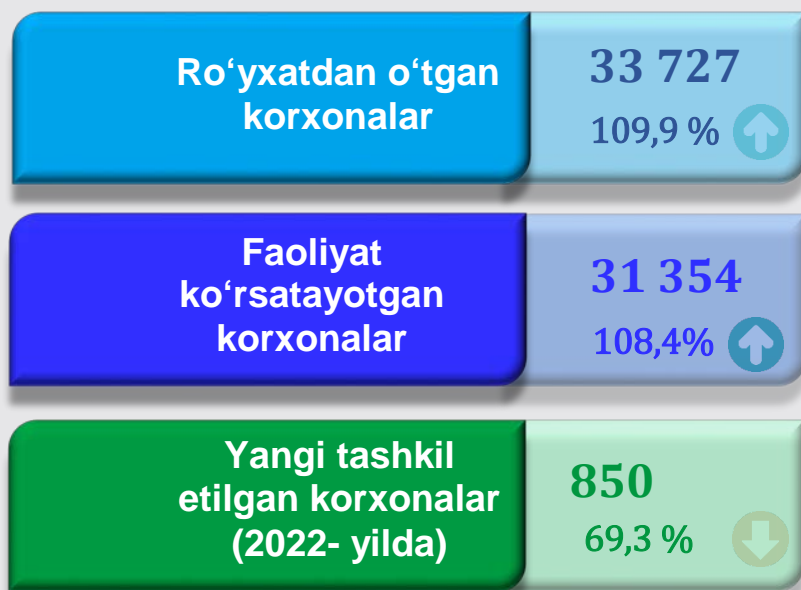 Ro‘yxatdan o‘tgan
korxonalar
33 727
109,9 %
Faoliyat
ko‘rsatayotgan
korxonalar
31 354
108,4%
Yangi tashkil
etilgan korxonalar
(2022- yilda)
850
69,3 %